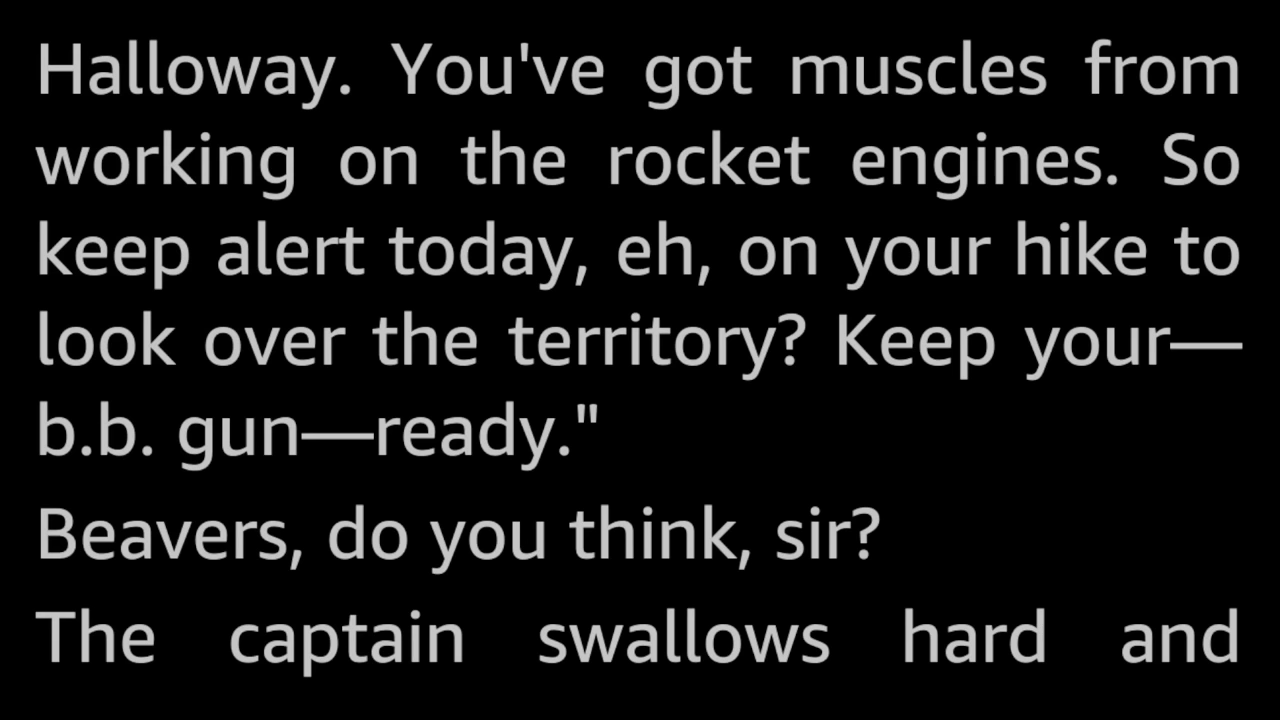 Halloway. You've got muscles from
working on the rocket engines. So
keep alert today, eh, on your hike to
look over the territory? Keep your—
b.b. gun—ready."
Beavers, do you think, sir?
The captain swallows hard and